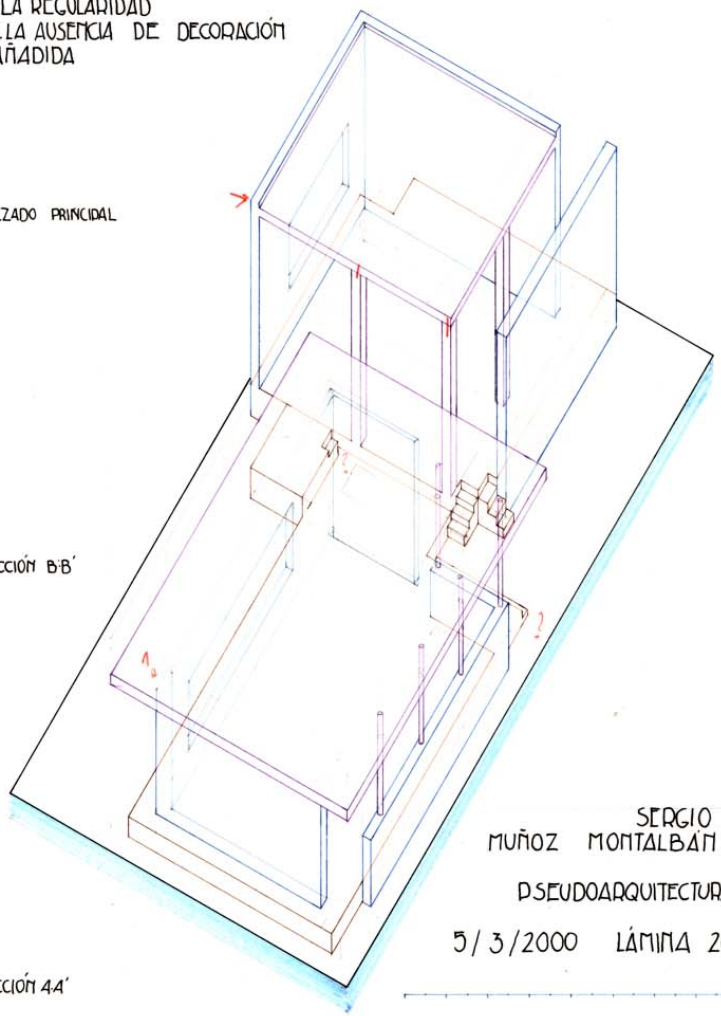 LA REGULARIDAD
LA AUSENCIA DE DECORACIÓN
AÑADIDA
ZADO PRINCIPAL
CCIÓN B-B'
?
1º
?
SERGIO
MUÑOZ MONTALBÁN
PSEUDOARQUITECTUR
5/3/2000 LÁMINA 2
CCIÓN A-A'